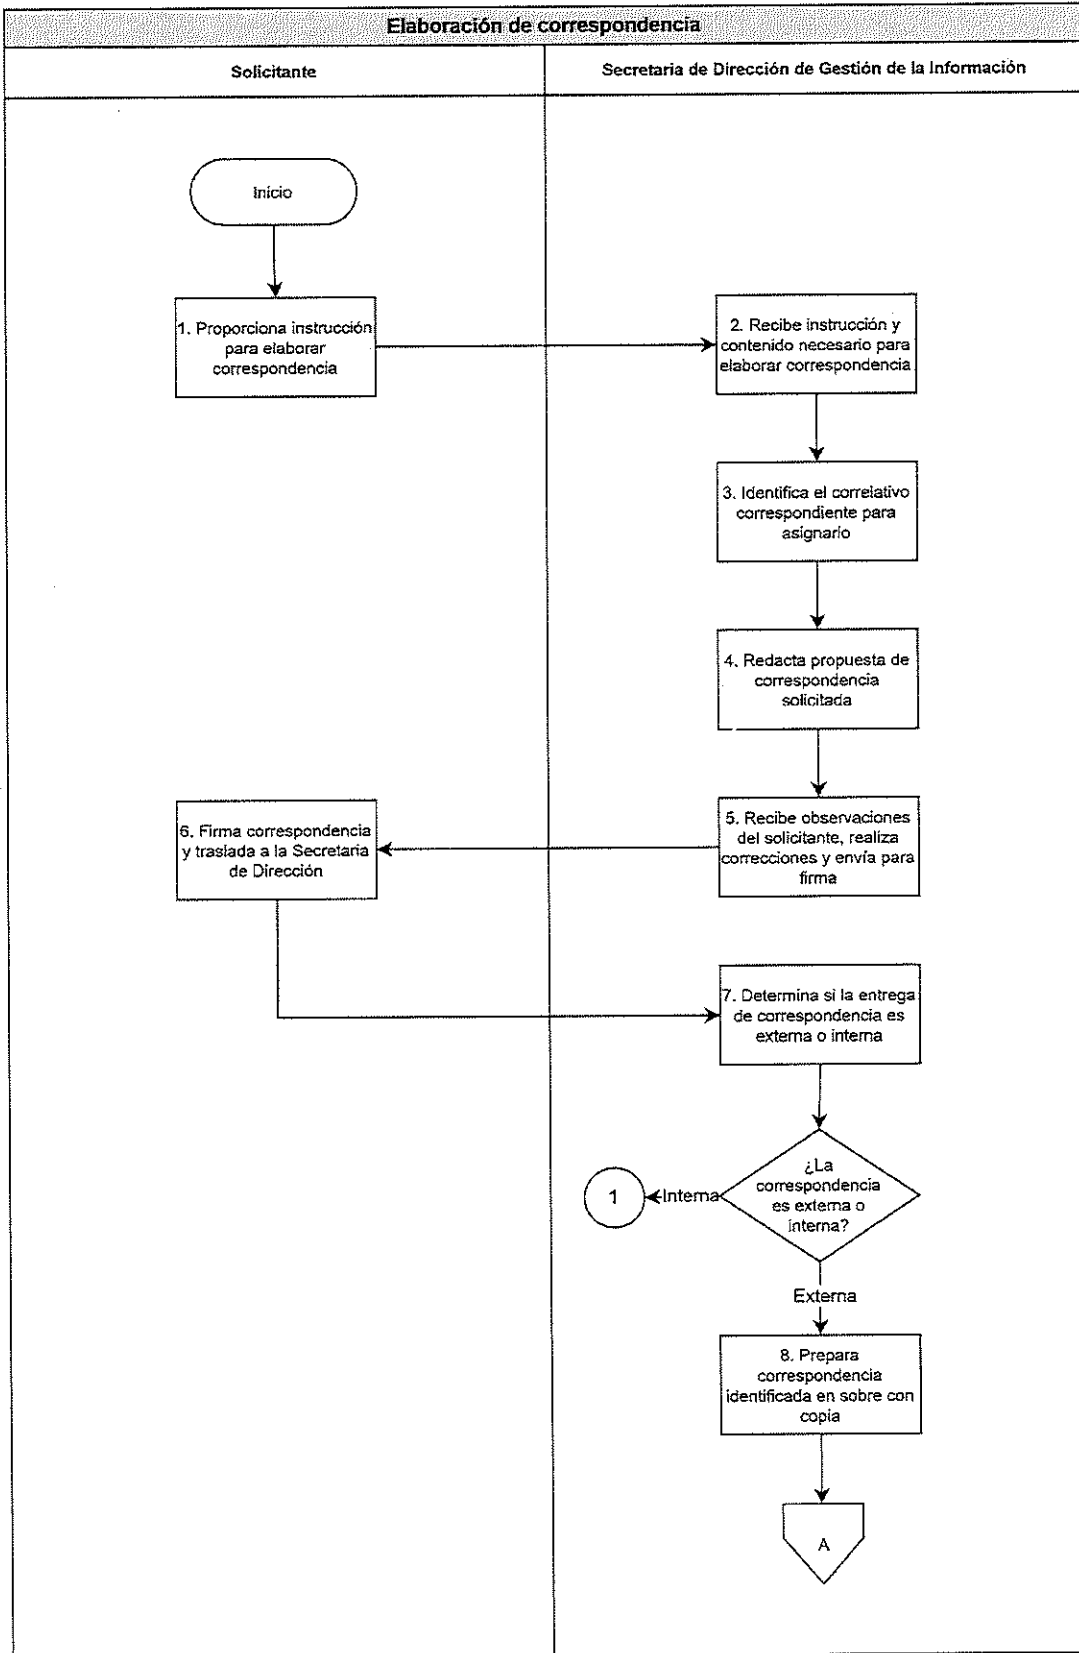 Elaboración de correspondencia
Solicitante
Secretaria de Dirección de Gestión de la Información
Inicio
1. Proporciona instrucción
para elaborar
correspondencia
2. Recibe instrucción y
contenido necesario para
elaborar correspondencia
3. Identifica el correlativo
correspondiente para
asignarlo
4. Redacta propuesta de
correspondencia
solicitada
5. Recibe observaciones
del solicitante, realiza
correcciones y envía para
firma
6. Firma correspondencia
y traslada a la Secretaria
de Dirección
7. Determina si la entrega
de correspondencia es
externa o interna
¿La
correspondencia
es externa o
interna?
Interna
1
Externa
8. Prepara
correspondencia
identificada en sobre con
copia
A